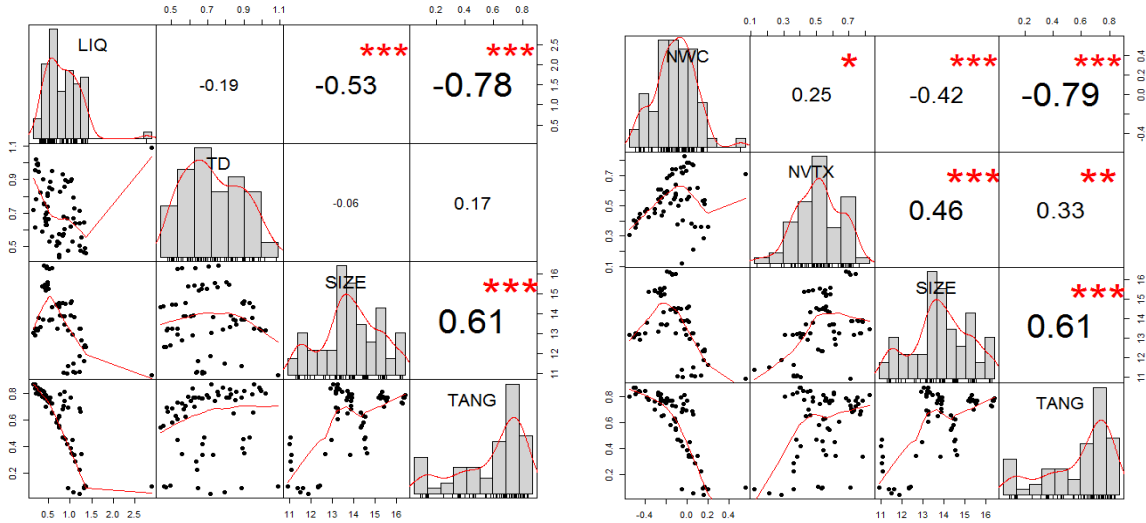 0.5 0.7 0.9 1.1 0.2 0.4 0.6 0.8
LIQ -0.19 *** -0.53 *** -0.78 0.5 1.0 1.5 2.0 2.5
0.5 0.7 0.8 0.9 1.1 TD -0.06 0.17
SIZE *** 0.61 11 12 13 14 15 16
0.2 0.4 0.6 0.8 TANG
0.5 1.0 1.5 2.0 2.5 11 12 13 14 15 16
0.1 0.3 0.5 0.7 0.2 0.4 0.6 0.8
NWC * 0.25 *** -0.42 *** -0.79 -0.4 0.0 0.2 0.4
0.1 0.3 0.5 0.7 NVTX *** 0.46 ** 0.33
SIZE *** 0.61 11 12 13 14 15 16
0.2 0.4 0.6 0.8 TANG
-0.4 0.0 0.2 0.4 11 12 13 14 15 16